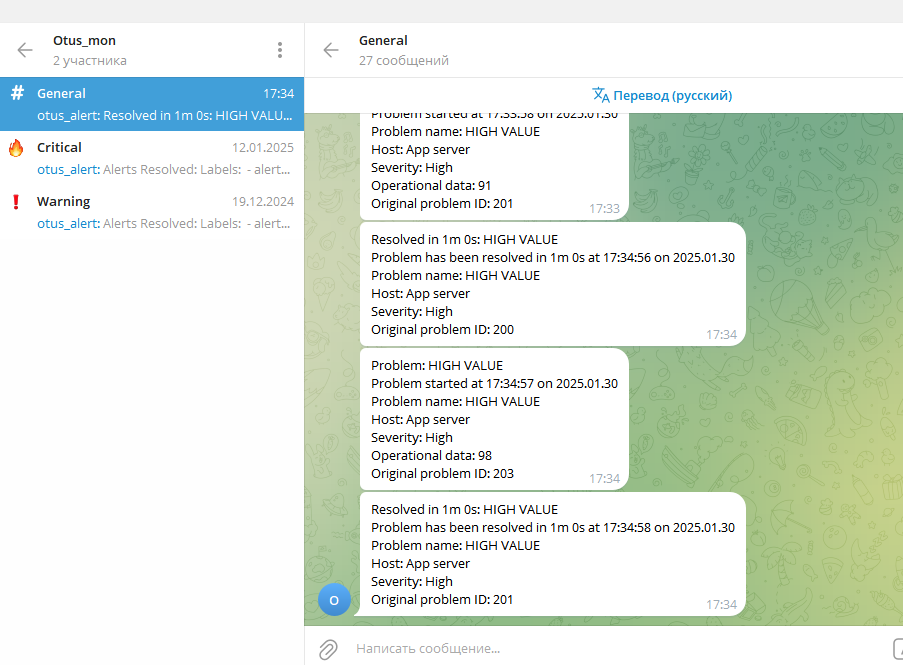 Otus_mon
2 участника
General
17:34
otus_alert: Resolved in 1m 0s: HIGH VALU...
Critical
12.01.2025
otus_alert: Alerts Resolved: Labels: - alert...
Warning
19.12.2024
otus_alert: Alerts Resolved: Labels: - alert...
General
27 сообщений
Перевод (русский)
Problem started at 17:33:58 on 2025.01.30
Problem name: HIGH VALUE
Host: App server
Severity: High
Operational data: 91
Original problem ID: 201
17:33
Resolved in 1m 0s: HIGH VALUE
Problem has been resolved in 1m 0s at 17:34:56 on 2025.01.30
Problem name: HIGH VALUE
Host: App server
Severity: High
Original problem ID: 200
17:34
Problem: HIGH VALUE
Problem started at 17:34:57 on 2025.01.30
Problem name: HIGH VALUE
Host: App server
Severity: High
Operational data: 98
Original problem ID: 203
17:34
Resolved in 1m 0s: HIGH VALUE
Problem has been resolved in 1m 0s at 17:34:58 on 2025.01.30
Problem name: HIGH VALUE
Host: App server
Severity: High
Original problem ID: 201
17:34
O
Написать сообщение...